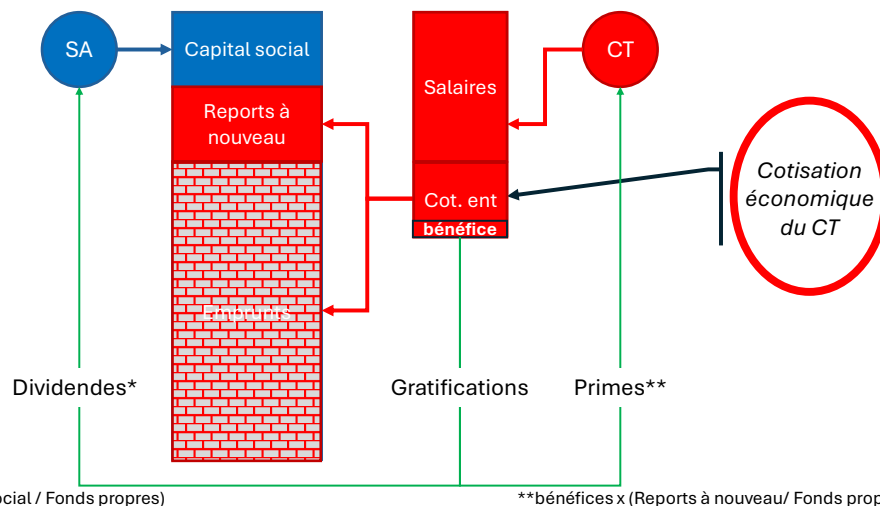 SA
Capital social
CT
Salaires
Reports à
nouveau
Cotisation
économique
du CT
Cot. ent
bénéfice
Emprunts
Dividendes*
Gratifications
Primes**
social / Fonds propres)
**bénéfices x (Reports à nouveau/ Fonds prop